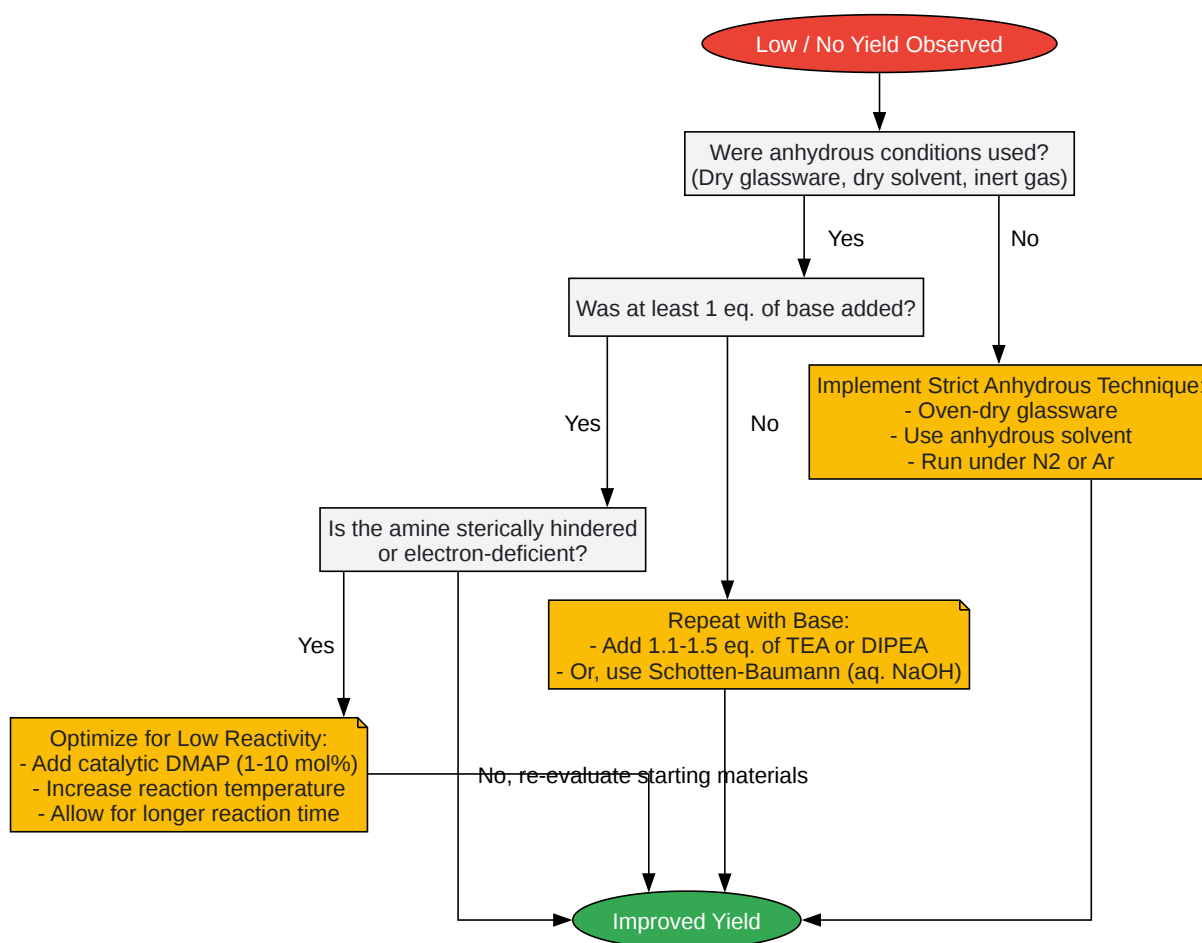 Low / No Yield Observed
Were anhydrous conditions used?
(Dry glassware, dry solvent, inert gas)
Yes
No
Was at least 1 eq. of base added?
Implement Strict Anhydrous Technique:
- Oven-dry glassware
- Use anhydrous solvent
- Run under N2 or Ar
Yes
No
Is the amine sterically hindered
or electron-deficient?
Repeat with Base:
- Add 1.1-1.5 eq. of TEA or DIPEA
- Or, use Schotten-Baumann (aq. NaOH)
Yes
Optimize for Low Reactivity:
- Add catalytic DMAP (1-10 mol%)
- Increase reaction temperature
- Allow for longer reaction time
No, re-evaluate starting materials
Improved Yield